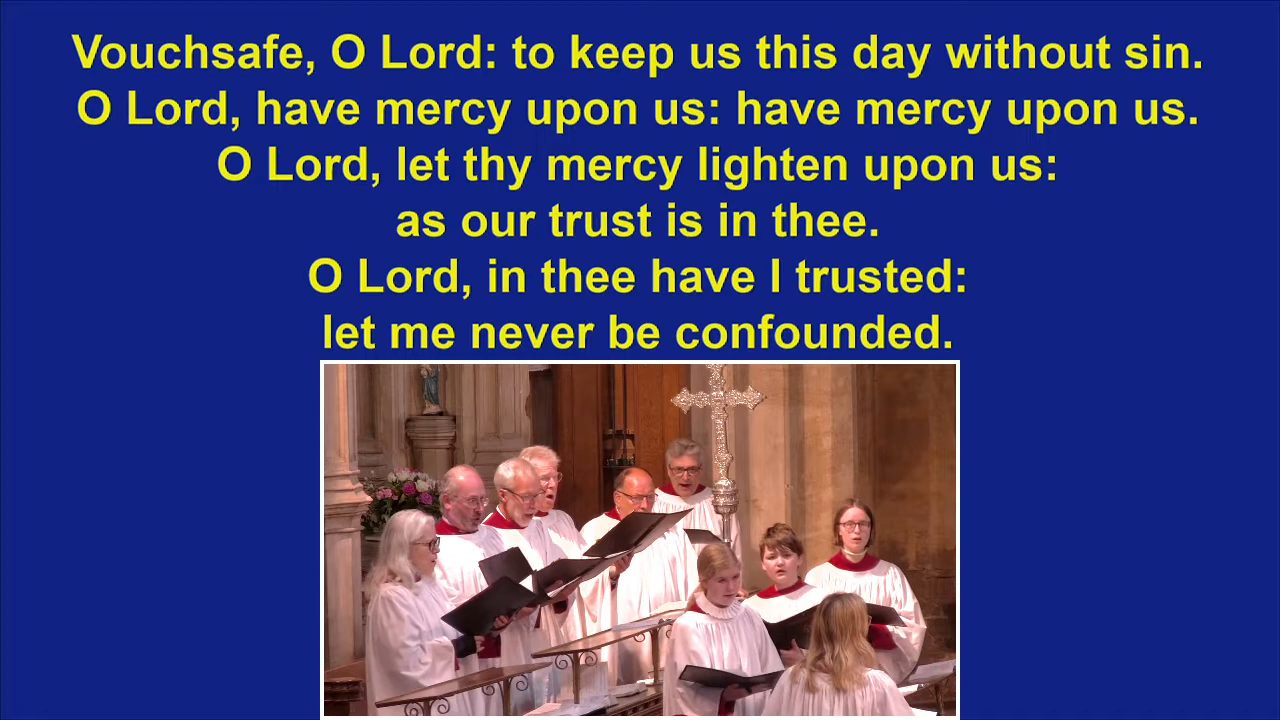 Vouchsafe, O Lord: to keep us this day without sin.
O Lord, have mercy upon us: have mercy upon us.
O Lord, let thy mercy lighten upon us:
as our trust is in thee.
O Lord, in thee have I trusted:
let me never be confounded.